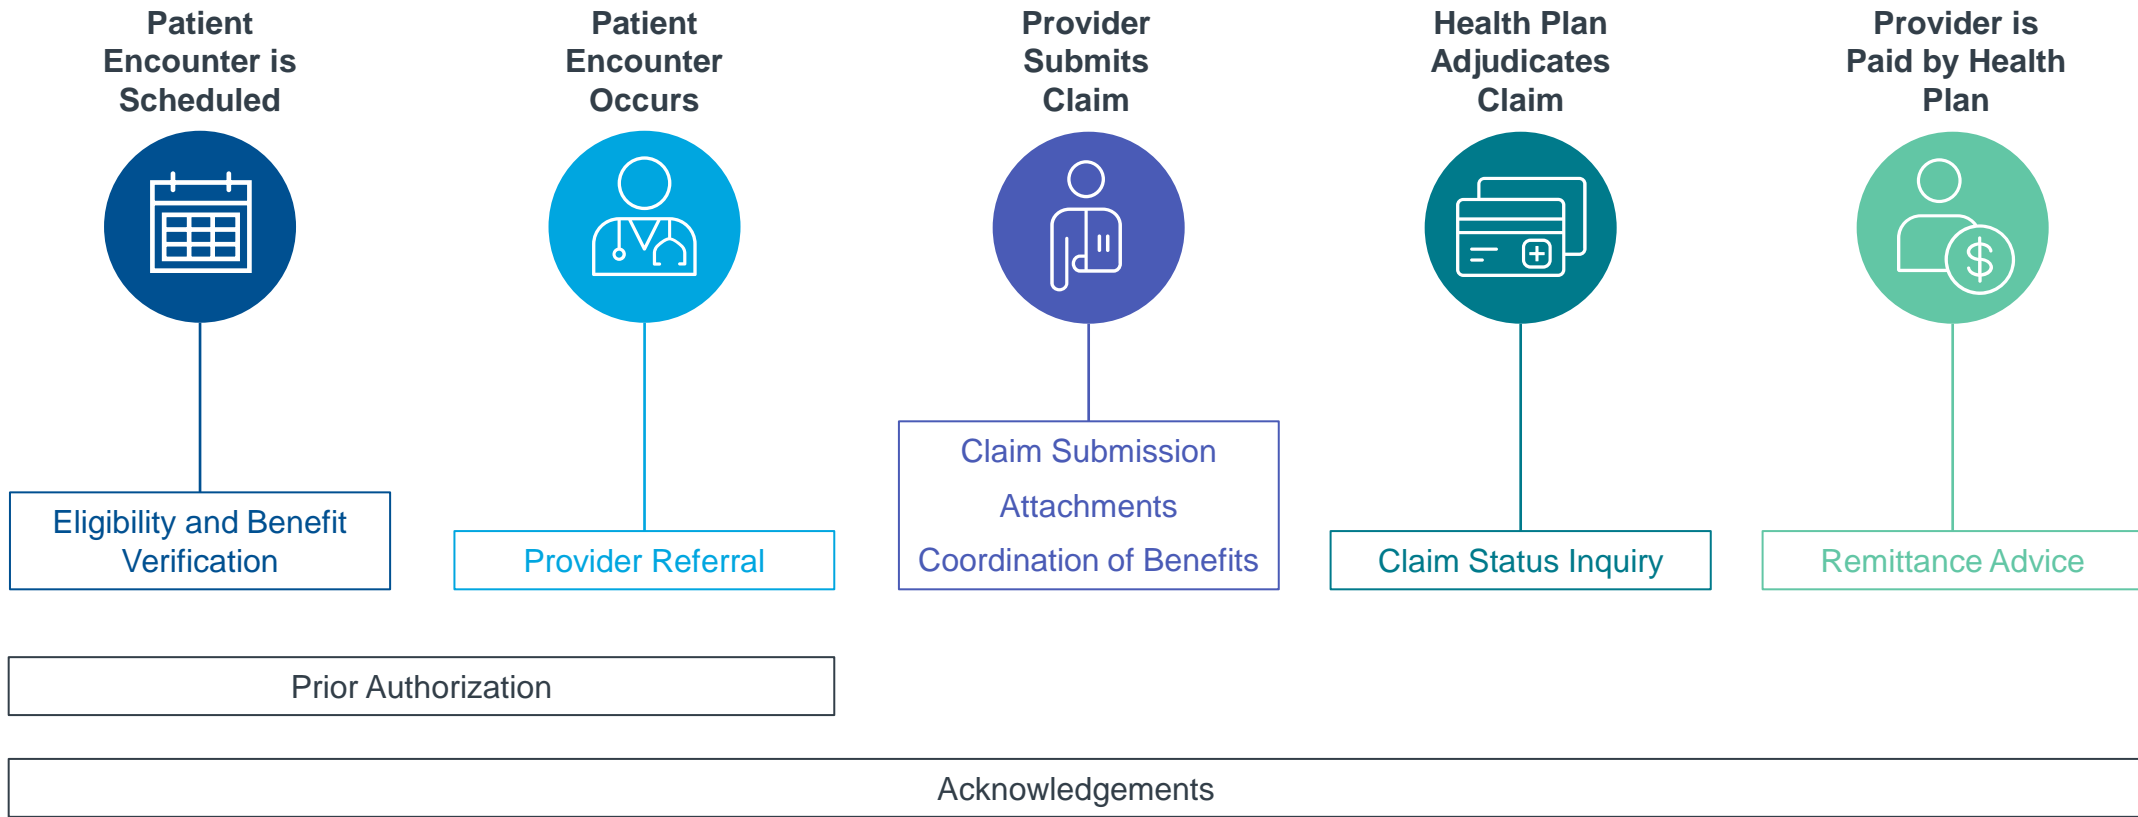 Patient
Encounter is
Scheduled
Patient
Encounter
Occurs
Provider
Submits
Claim
Health Plan
Adjudicates
Claim
Provider is
Paid by Health
Plan
$
Eligibility and Benefit
Verification
Provider Referral
Claim Submission
Attachments
Coordination of Benefits
Claim Status Inquiry
Remittance Advice
Prior Authorization
Acknowledgements